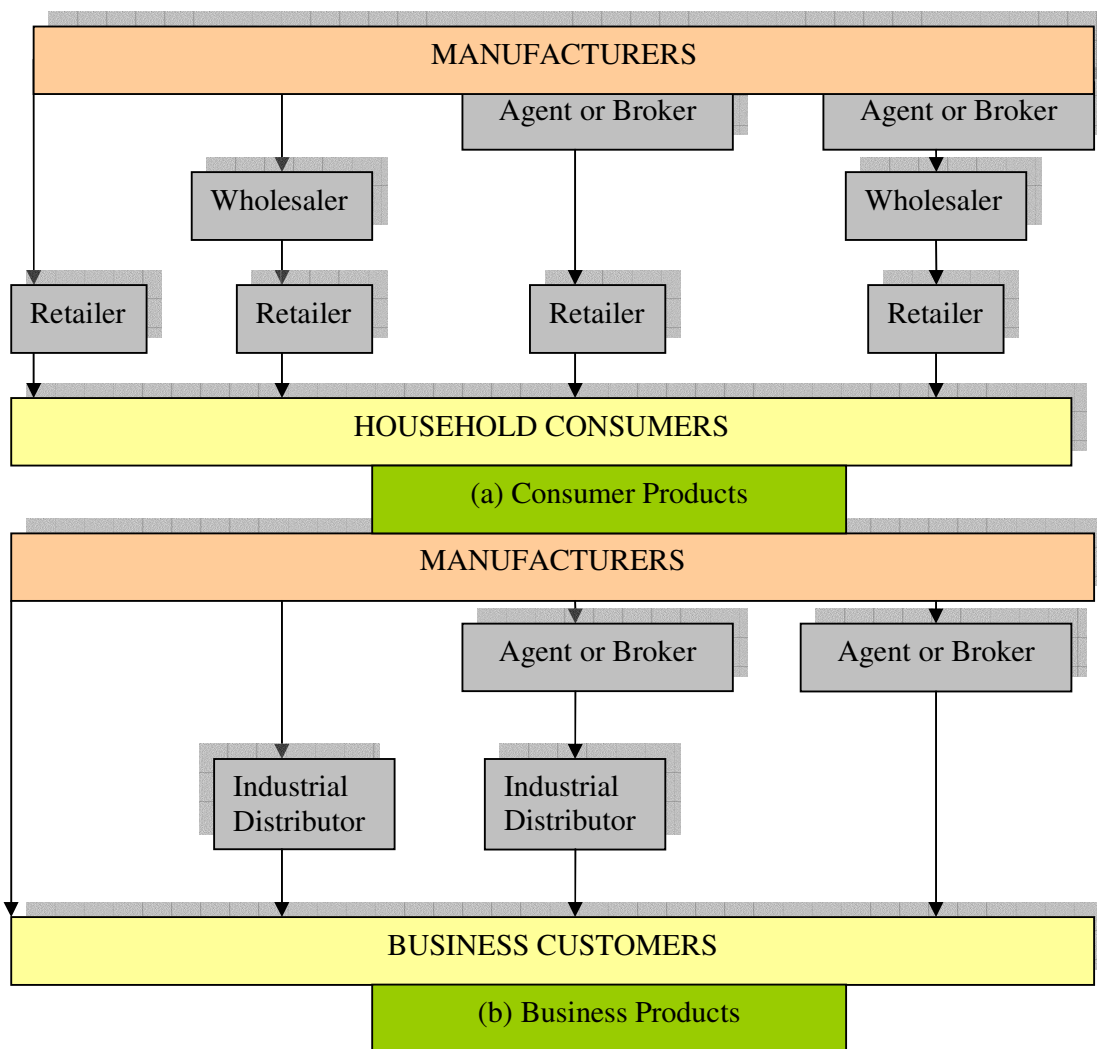 MANUFACTURERS
Agent or Broker
Agent or Broker
Wholesaler
Wholesaler
Retailer
Retailer
Retailer
Retailer
HOUSEHOLD CONSUMERS
(a) Consumer Products
MANUFACTURERS
Agent or Broker
Agent or Broker
Industrial
Distributor
Industrial
Distributor
BUSINESS CUSTOMERS
(b) Business Products